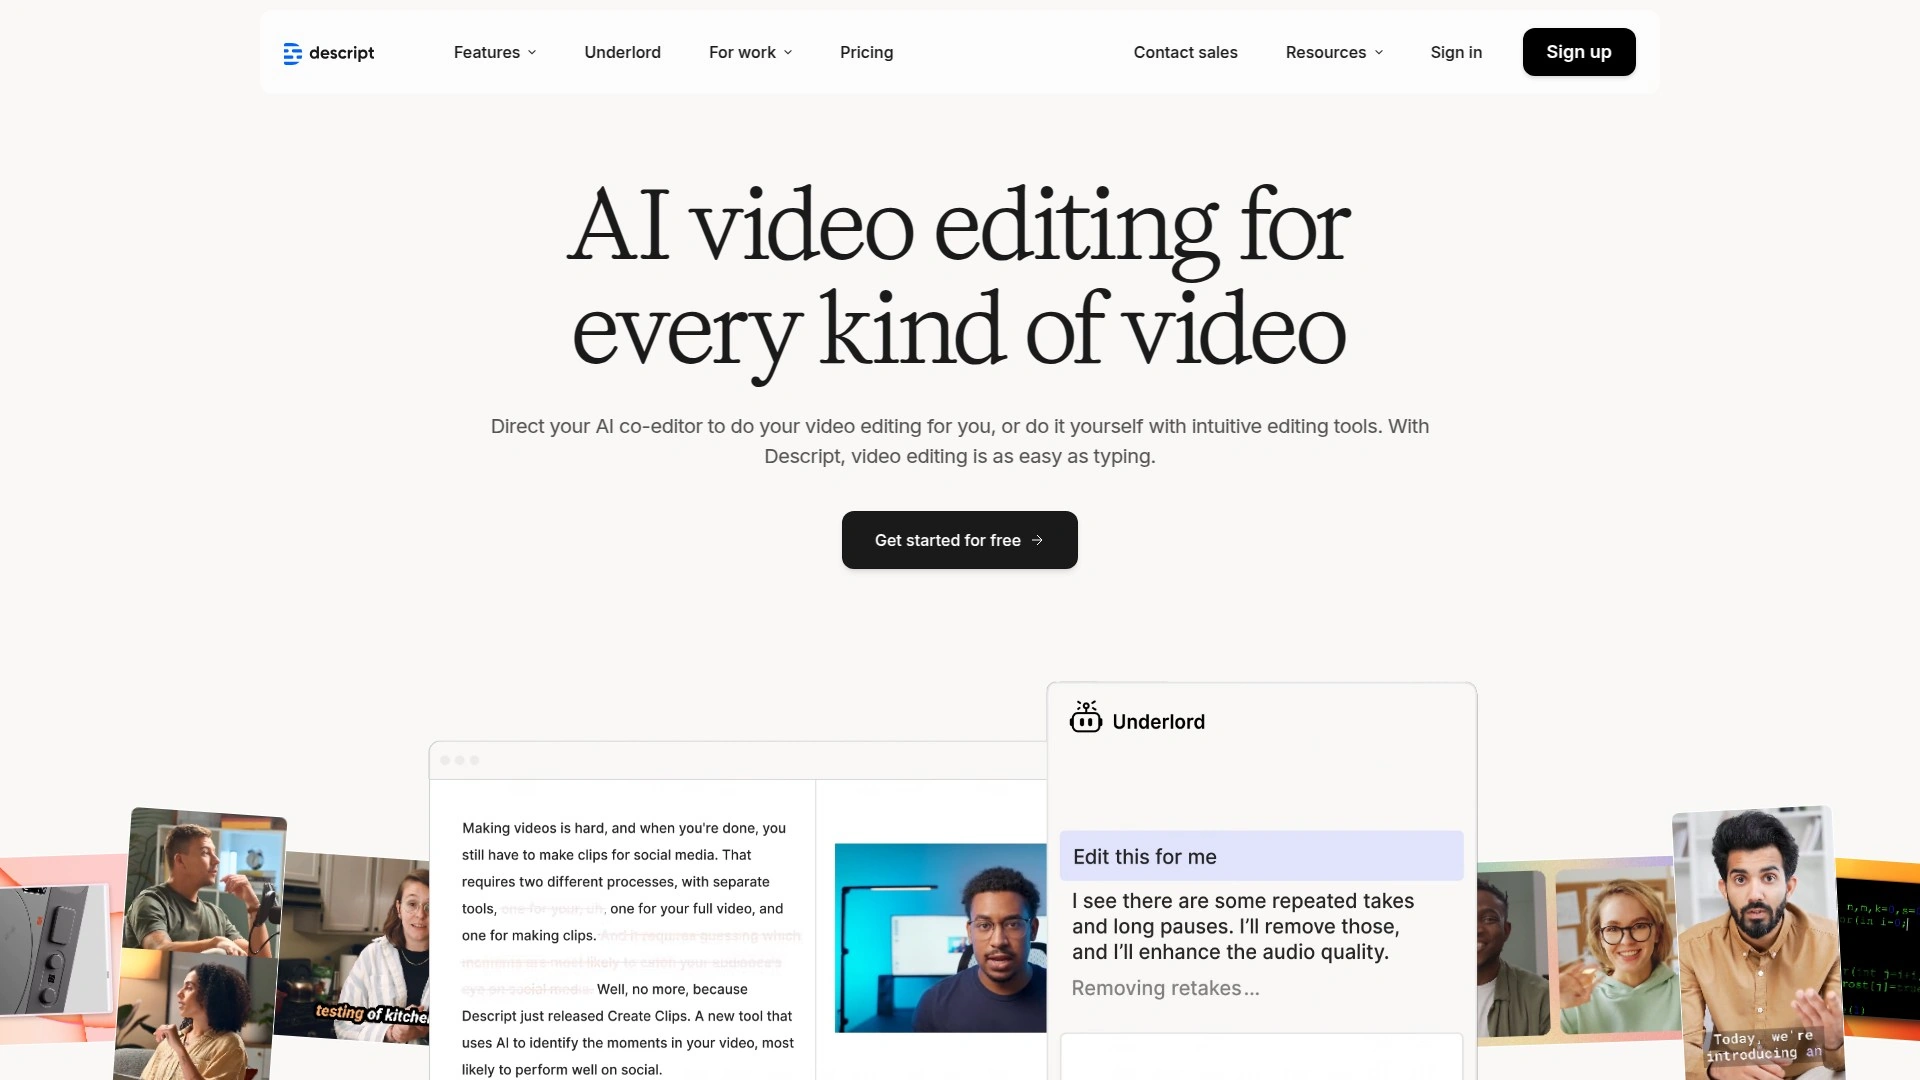 descript
Features
Underlord
For work
Pricing
Contact sales
Resources
Sign in
Sign up
AI video editing for
every kind of video
Direct your AI co-editor to do your video editing for you, or do it yourself with intuitive editing tools. With
Descript, video editing is as easy as typing.
Get started for free
Making videos is hard, and when you're done, you
still have to make clips for social media. That
requires two different processes, with separate
tools, one for your, uh, one for your full video, and
one for making clips. And it requires guessing which
moments are most likely to catch your audience's
eye on social media. Well, no more, because
Descript just released Create Clips. A new tool that
uses AI to identify the moments in your video, most
likely to perform well on social.
Underlord
Edit this for me
I see there are some repeated takes
and long pauses. I’ll remove those,
and I’ll enhance the audio quality.
Removing retakes...
testing of
Today, we're
introducing an